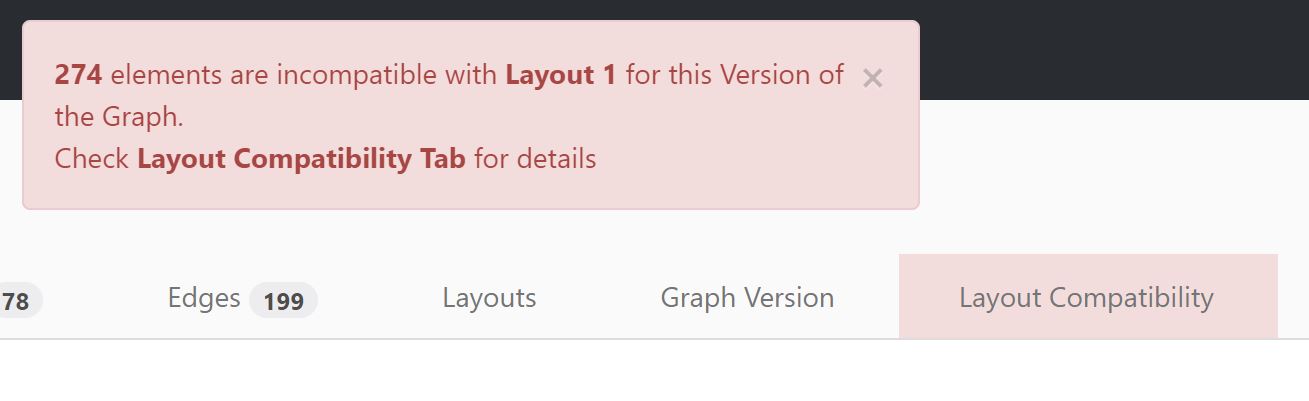 274 elements are incompatible with Layout 1 for this Version of
the Graph.
Check Layout Compatibility Tab for details
78 Edges 199 Layouts Graph Version Layout Compatibility